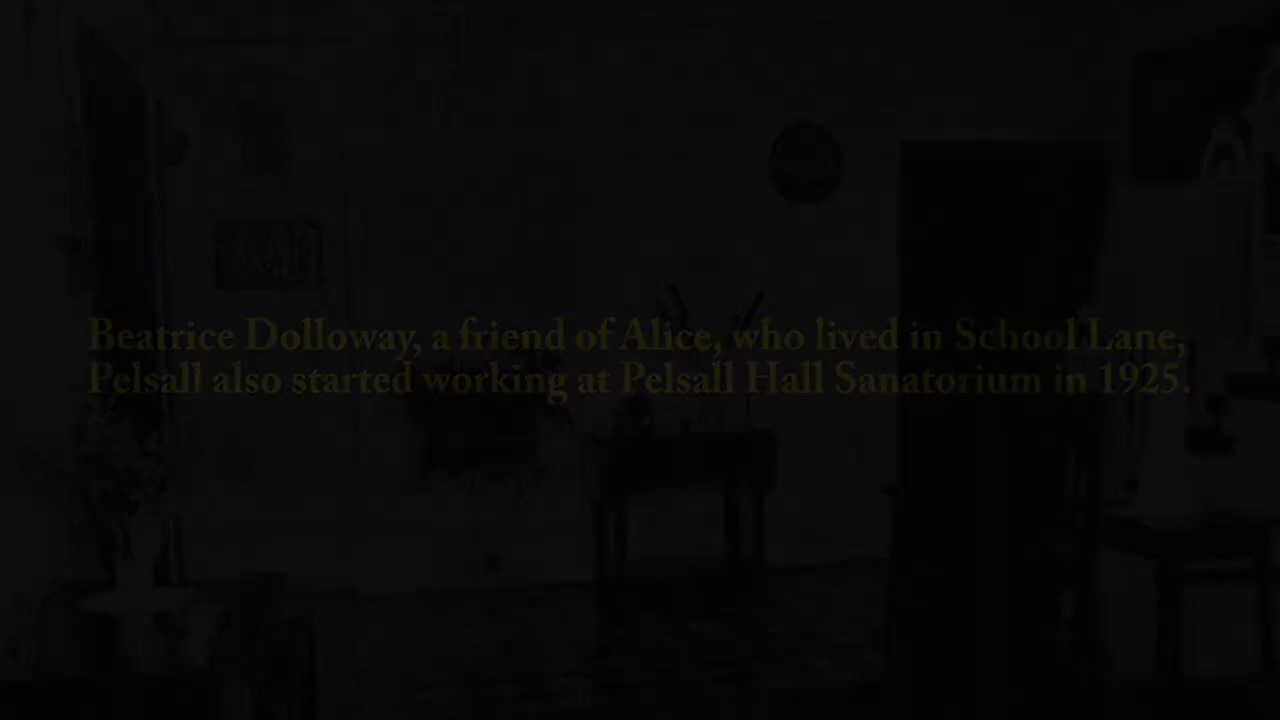 Beatrice Dolloway, a friend of Alice, who lived in School Lane,
Pelsall also started working at Pelsall Hall Sanatorium in 1925.